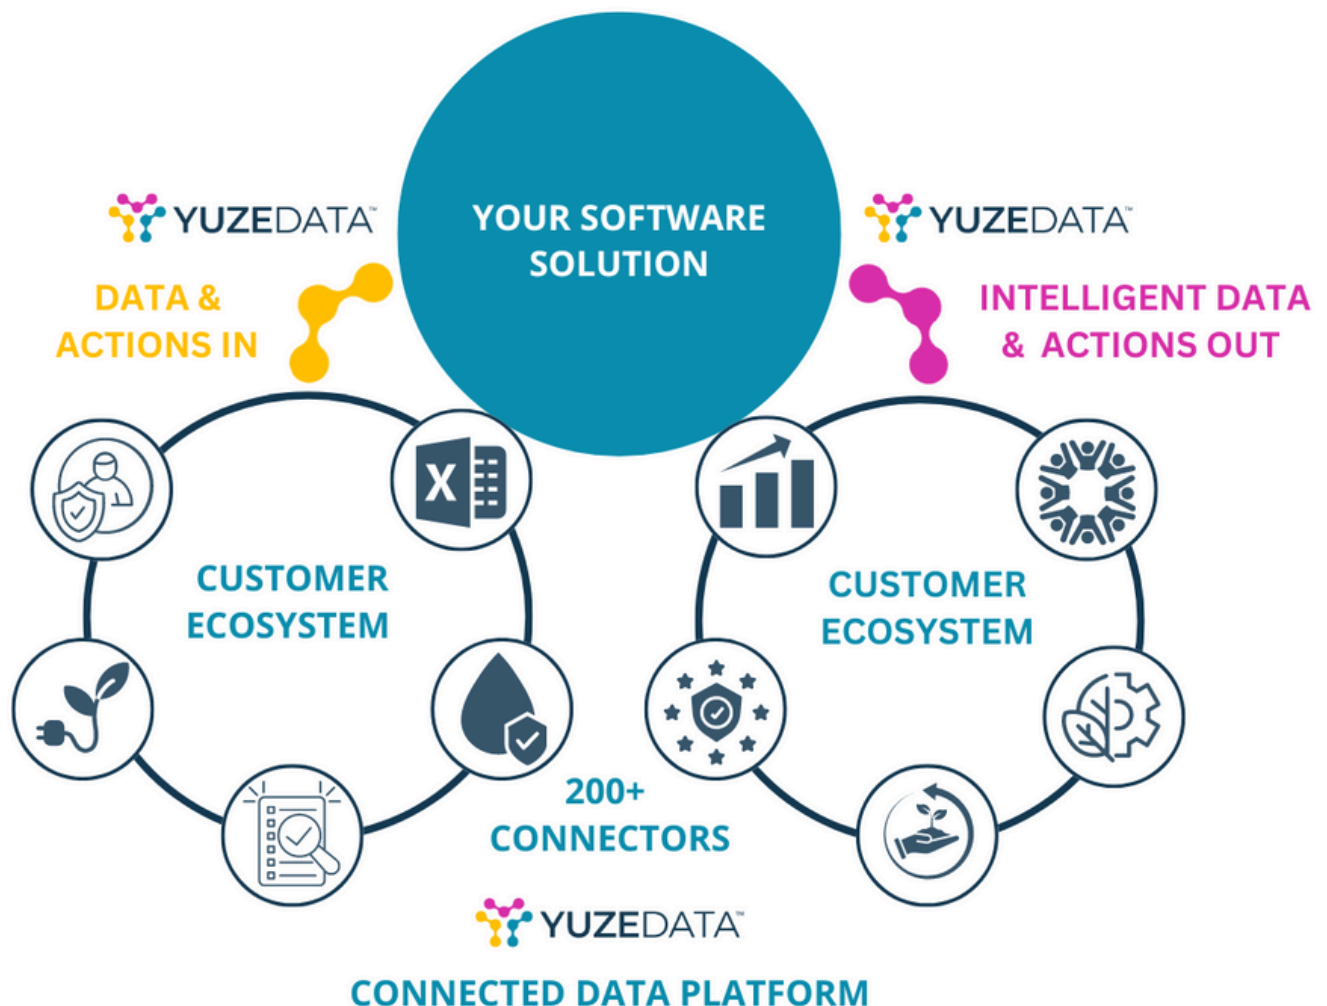 YOUR SOFTWARE
SOLUTION
YUZEDATA™
DATA &
ACTIONS IN
YUZEDATA™
INTELLIGENT DATA
& ACTIONS OUT
X
CUSTOMER
ECOSYSTEM
CUSTOMER
ECOSYSTEM
200+
CONNECTORS
YUZEDATA™
CONNECTED DATA PLATFORM